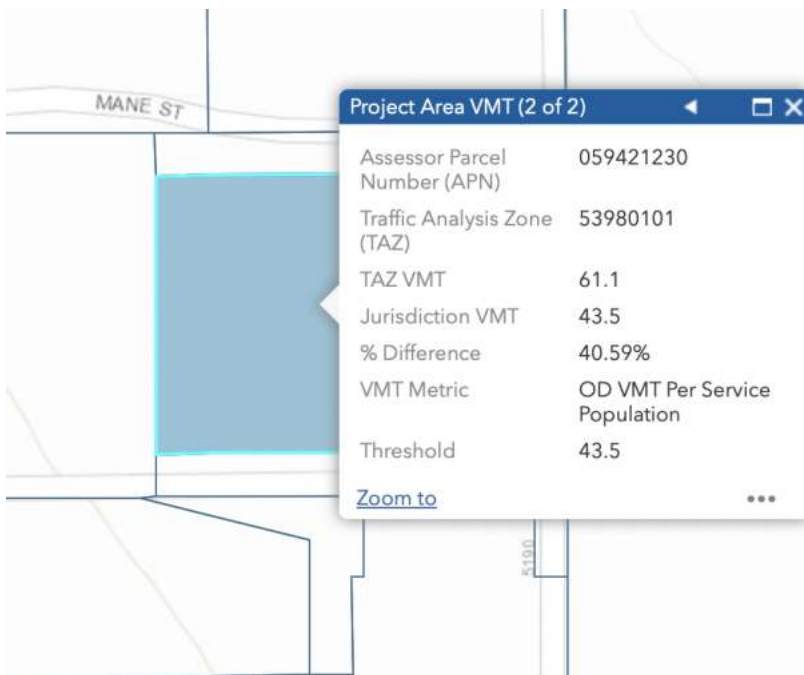 MANE ST
Project Area VMT (2 of 2)
Assessor Parcel 059421230
Number (APN)
Traffic Analysis Zone 53980101
(TAZ)
TAZ VMT 61.1
Jurisdiction VMT 43.5
% Difference 40.59%
VMT Metric OD VMT Per Service
Population
Threshold 43.5
Zoom to
5190